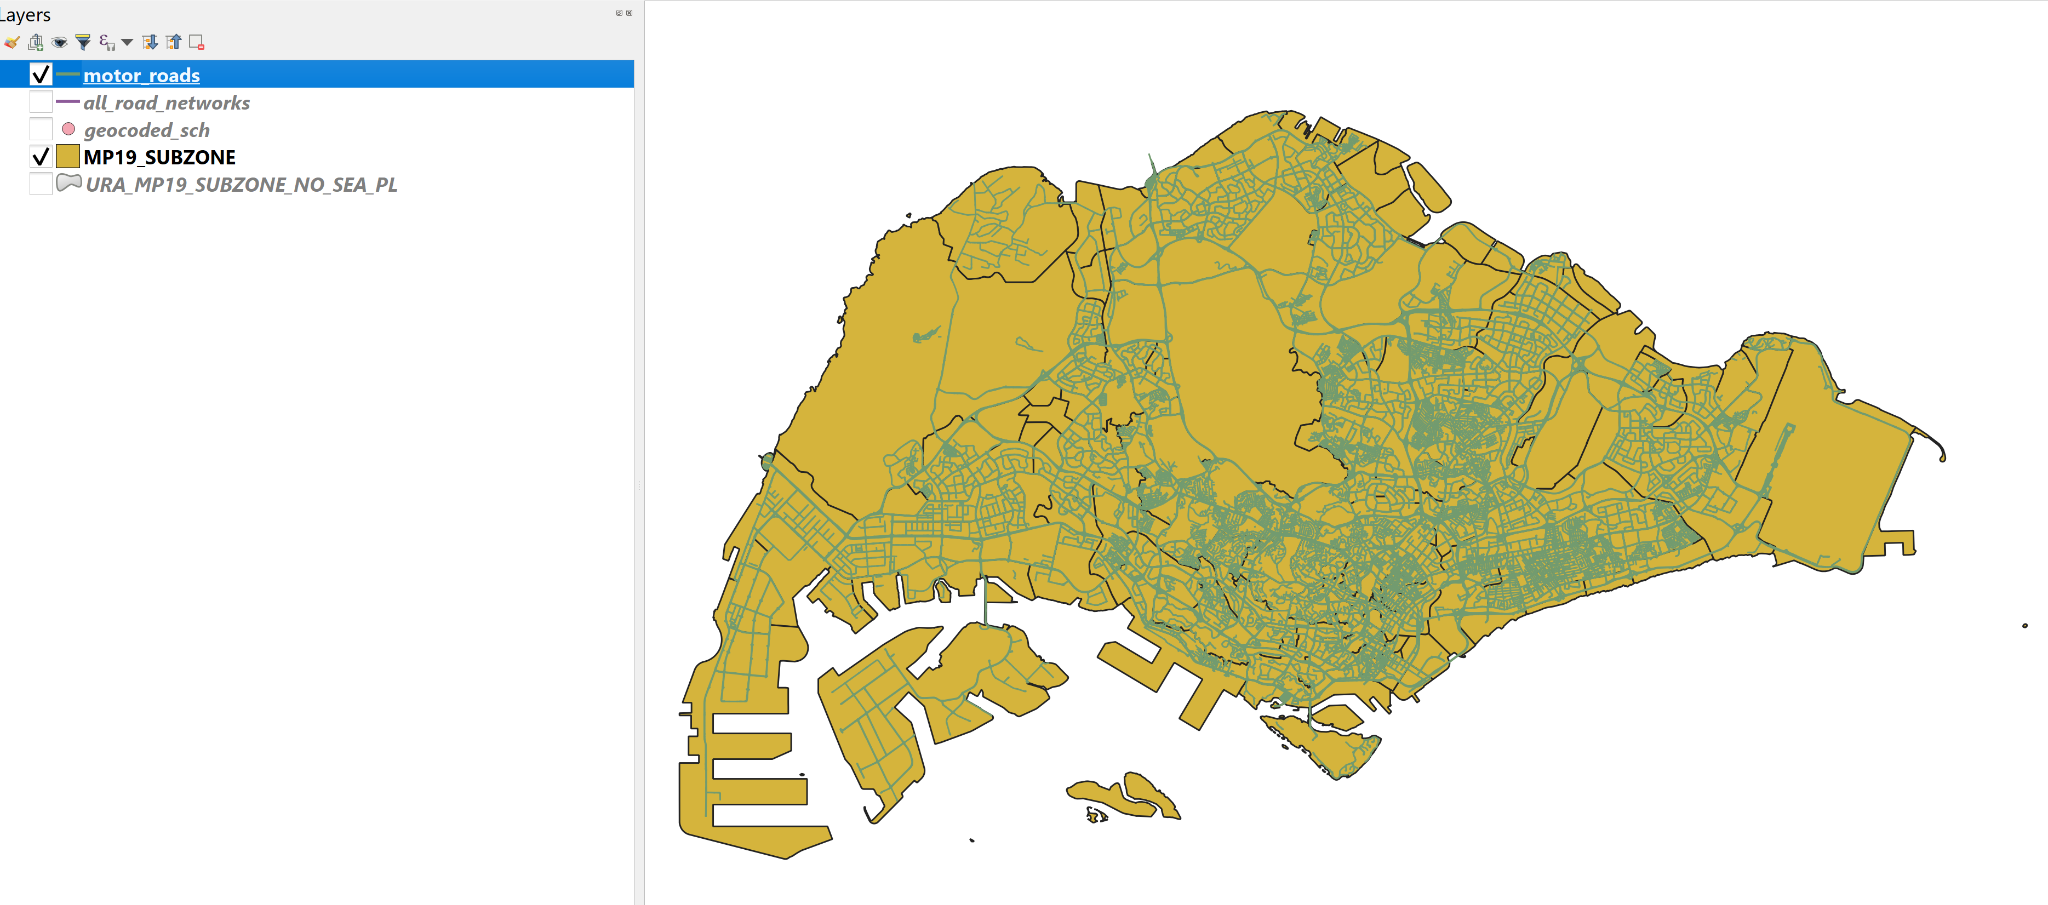 Layers
motor_roads
all_road_networks
geocoded_sch
MP19_SUBZONE
URA_MP19_SUBZONE_NO_SEA_PL